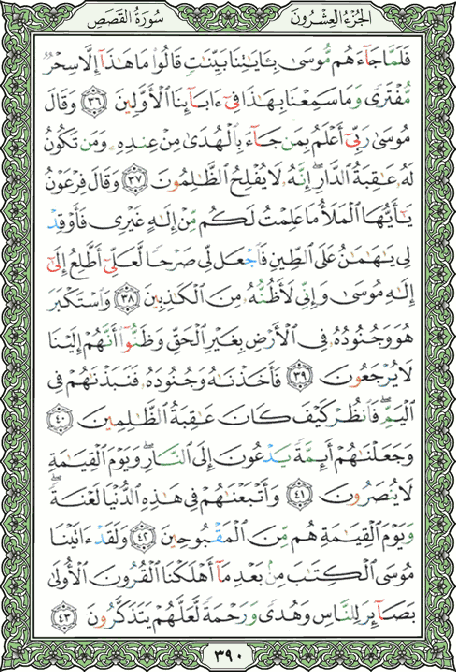 سُورَةُ القَصَصِ الجُزْءُ العِشْرُونَ
فَلَمَّا جَآءَهُم مُّوسَىٰ بِـَٔايَٰتِنَا بَيِّنَٰتٍ قَالُوا۟ مَا هَٰذَآ إِلَّا سِحْرٌ
مُّفْتَرًى وَمَا سَمِعْنَا بِهَٰذَا فِىٓ ءَابَآئِنَا ٱلْأَوَّلِينَ ٣٦ وَقَالَ
مُوسَىٰ رَبِّىٓ أَعْلَمُ بِمَن جَآءَ بِٱلْهُدَىٰ مِنْ عِندِهِۦ وَمَن تَكُونُ
لَهُۥ عَٰقِبَةُ ٱلدَّارِ ۖ إِنَّهُۥ لَا يُفْلِحُ ٱلظَّٰلِمُونَ ٣٧ وَقَالَ فِرْعَوْنُ
يَٰٓأَيُّهَا ٱلْمَلَأُ مَا عَلِمْتُ لَكُم مِّنْ إِلَٰهٍ غَيْرِى فَأَوْقِدْ
لِى يَٰهَٰمَٰنُ عَلَى ٱلطِّينِ فَٱجْعَل لِّى صَرْحًا لَّعَلِّىٓ أَطَّلِعُ إِلَىٰٓ
إِلَٰهِ مُوسَىٰ وَإِنِّى لَأَظُنُّهُۥ مِنَ ٱلْكَٰذِبِينَ ٣٨ وَٱسْتَكْبَرَ
هُوَ وَجُنُودُهُۥ فِى ٱلْأَرْضِ بِغَيْرِ ٱلْحَقِّ وَظَنُّوٓا۟ أَنَّهُمْ إِلَيْنَا
لَا يُرْجَعُونَ ٣٩ فَأَخَذْنَٰهُ وَجُنُودَهُۥ فَنَبَذْنَٰهُمْ فِى
ٱلْيَمِّ ۖ فَٱنظُرْ كَيْفَ كَانَ عَٰقِبَةُ ٱلظَّٰلِمِينَ ٤٠
وَجَعَلْنَٰهُمْ أَئِمَّةً يَدْعُونَ إِلَى ٱلنَّارِ ۖ وَيَوْمَ ٱلْقِيَٰمَةِ
لَا يُنصَرُونَ ٤١ وَأَتْبَعْنَٰهُمْ فِى هَٰذِهِ ٱلدُّنْيَا لَعْنَةً ۖ
وَيَوْمَ ٱلْقِيَٰمَةِ هُم مِّنَ ٱلْمَقْبُوحِينَ ٤٢ وَلَقَدْ ءَاتَيْنَا
مُوسَى ٱلْكِتَٰبَ مِنۢ بَعْدِ مَآ أَهْلَكْنَا ٱلْقُرُونَ ٱلْأُولَىٰ
بَصَآئِرَ لِلنَّاسِ وَهُدًى وَرَحْمَةً لَّعَلَّهُمْ يَتَذَكَّرُونَ ٤٣
٣٩٠